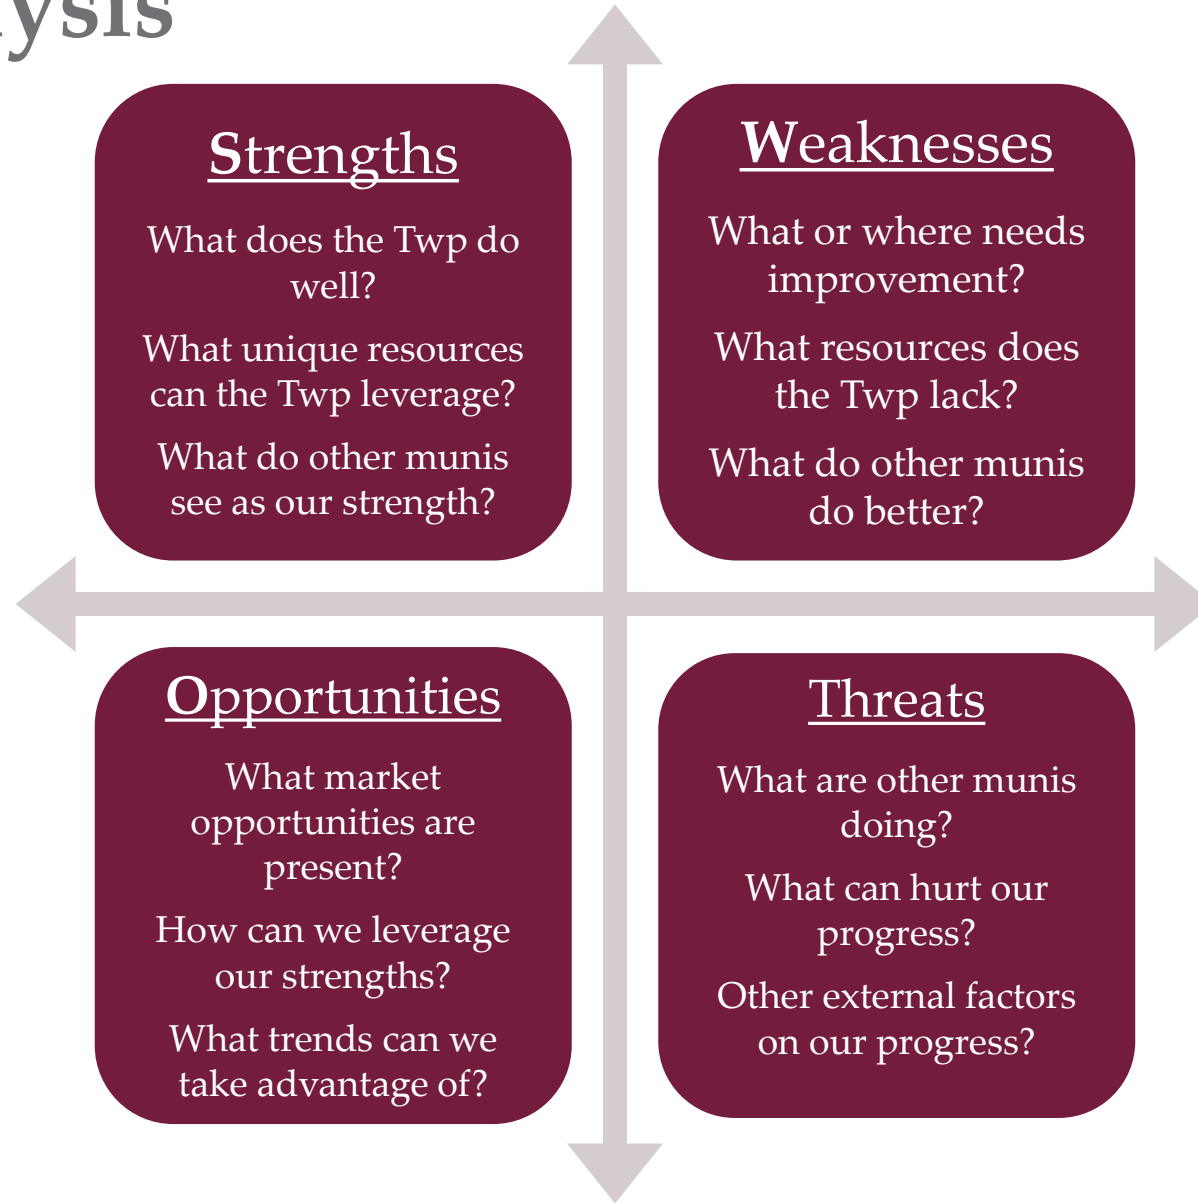 Strengths
What does the Twp do
well?
What unique resources
can the Twp leverage?
What do other munis
see as our strength?
Weaknesses
What or where needs
improvement?
What resources does
the Twp lack?
What do other munis
do better?
Opportunities
What market
opportunities are
present?
How can we leverage
our strengths?
What trends can we
take advantage of?
Threats
What are other munis
doing?
What can hurt our
progress?
Other external factors
on our progress?